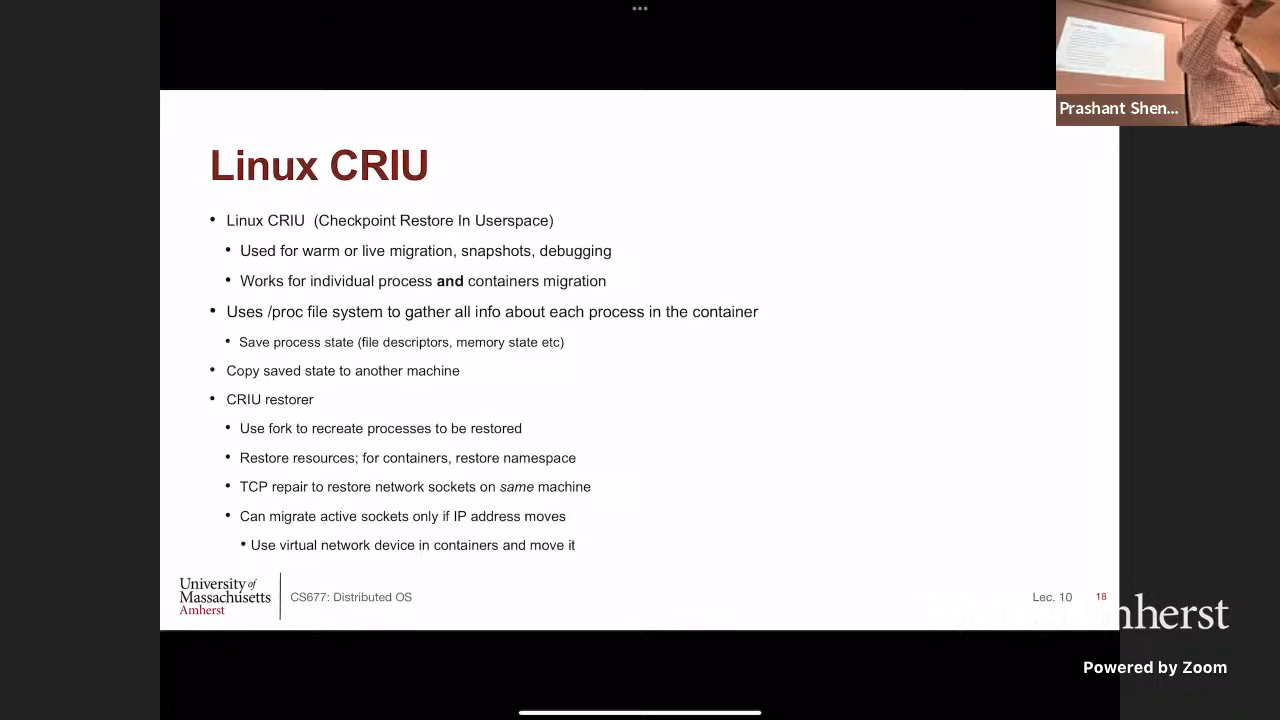 Prashant Shen...
Linux CRIU
• Linux CRIU (Checkpoint Restore In Userspace)
• Used for warm or live migration, snapshots, debugging
• Works for individual process and containers migration
• Uses /proc file system to gather all info about each process in the container
• Save process state (file descriptors, memory state etc)
• Copy saved state to another machine
• CRIU restorer
• Use fork to recreate processes to be restored
• Restore resources; for containers, restore namespace
• TCP repair to restore network sockets on same machine
• Can migrate active sockets only if IP address moves
• Use virtual network device in containers and move it
University of
Massachusetts
Amherst
CS677: Distributed OS
Lec. 10
18
Powered by Zoom